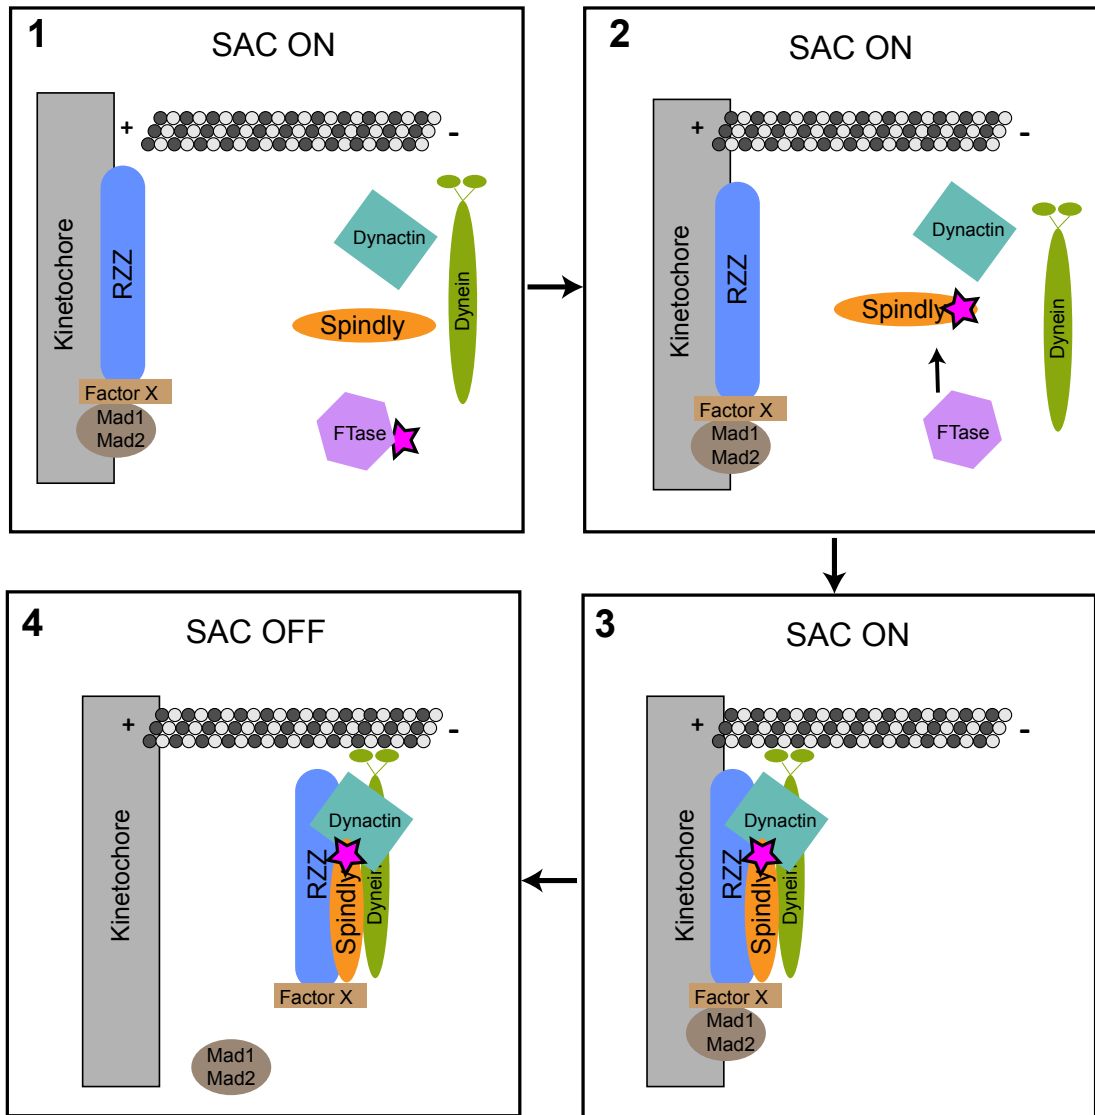 1
SAC ON
+
-
Kinetochore
RZZ
Dynactin
Dynein
Spindly
Factor X
Mad1
Mad2
FTase
2
SAC ON
+
-
Kinetochore
RZZ
Dynactin
Dynein
Spindly
Factor X
Mad1
Mad2
FTase
4
SAC OFF
+
-
Kinetochore
RZZ
Dynactin
Spindly
Dynein
Factor X
Mad1
Mad2
3
SAC ON
+
-
Kinetochore
RZZ
Dynactin
Spindly
Dynein
Factor X
Mad1
Mad2